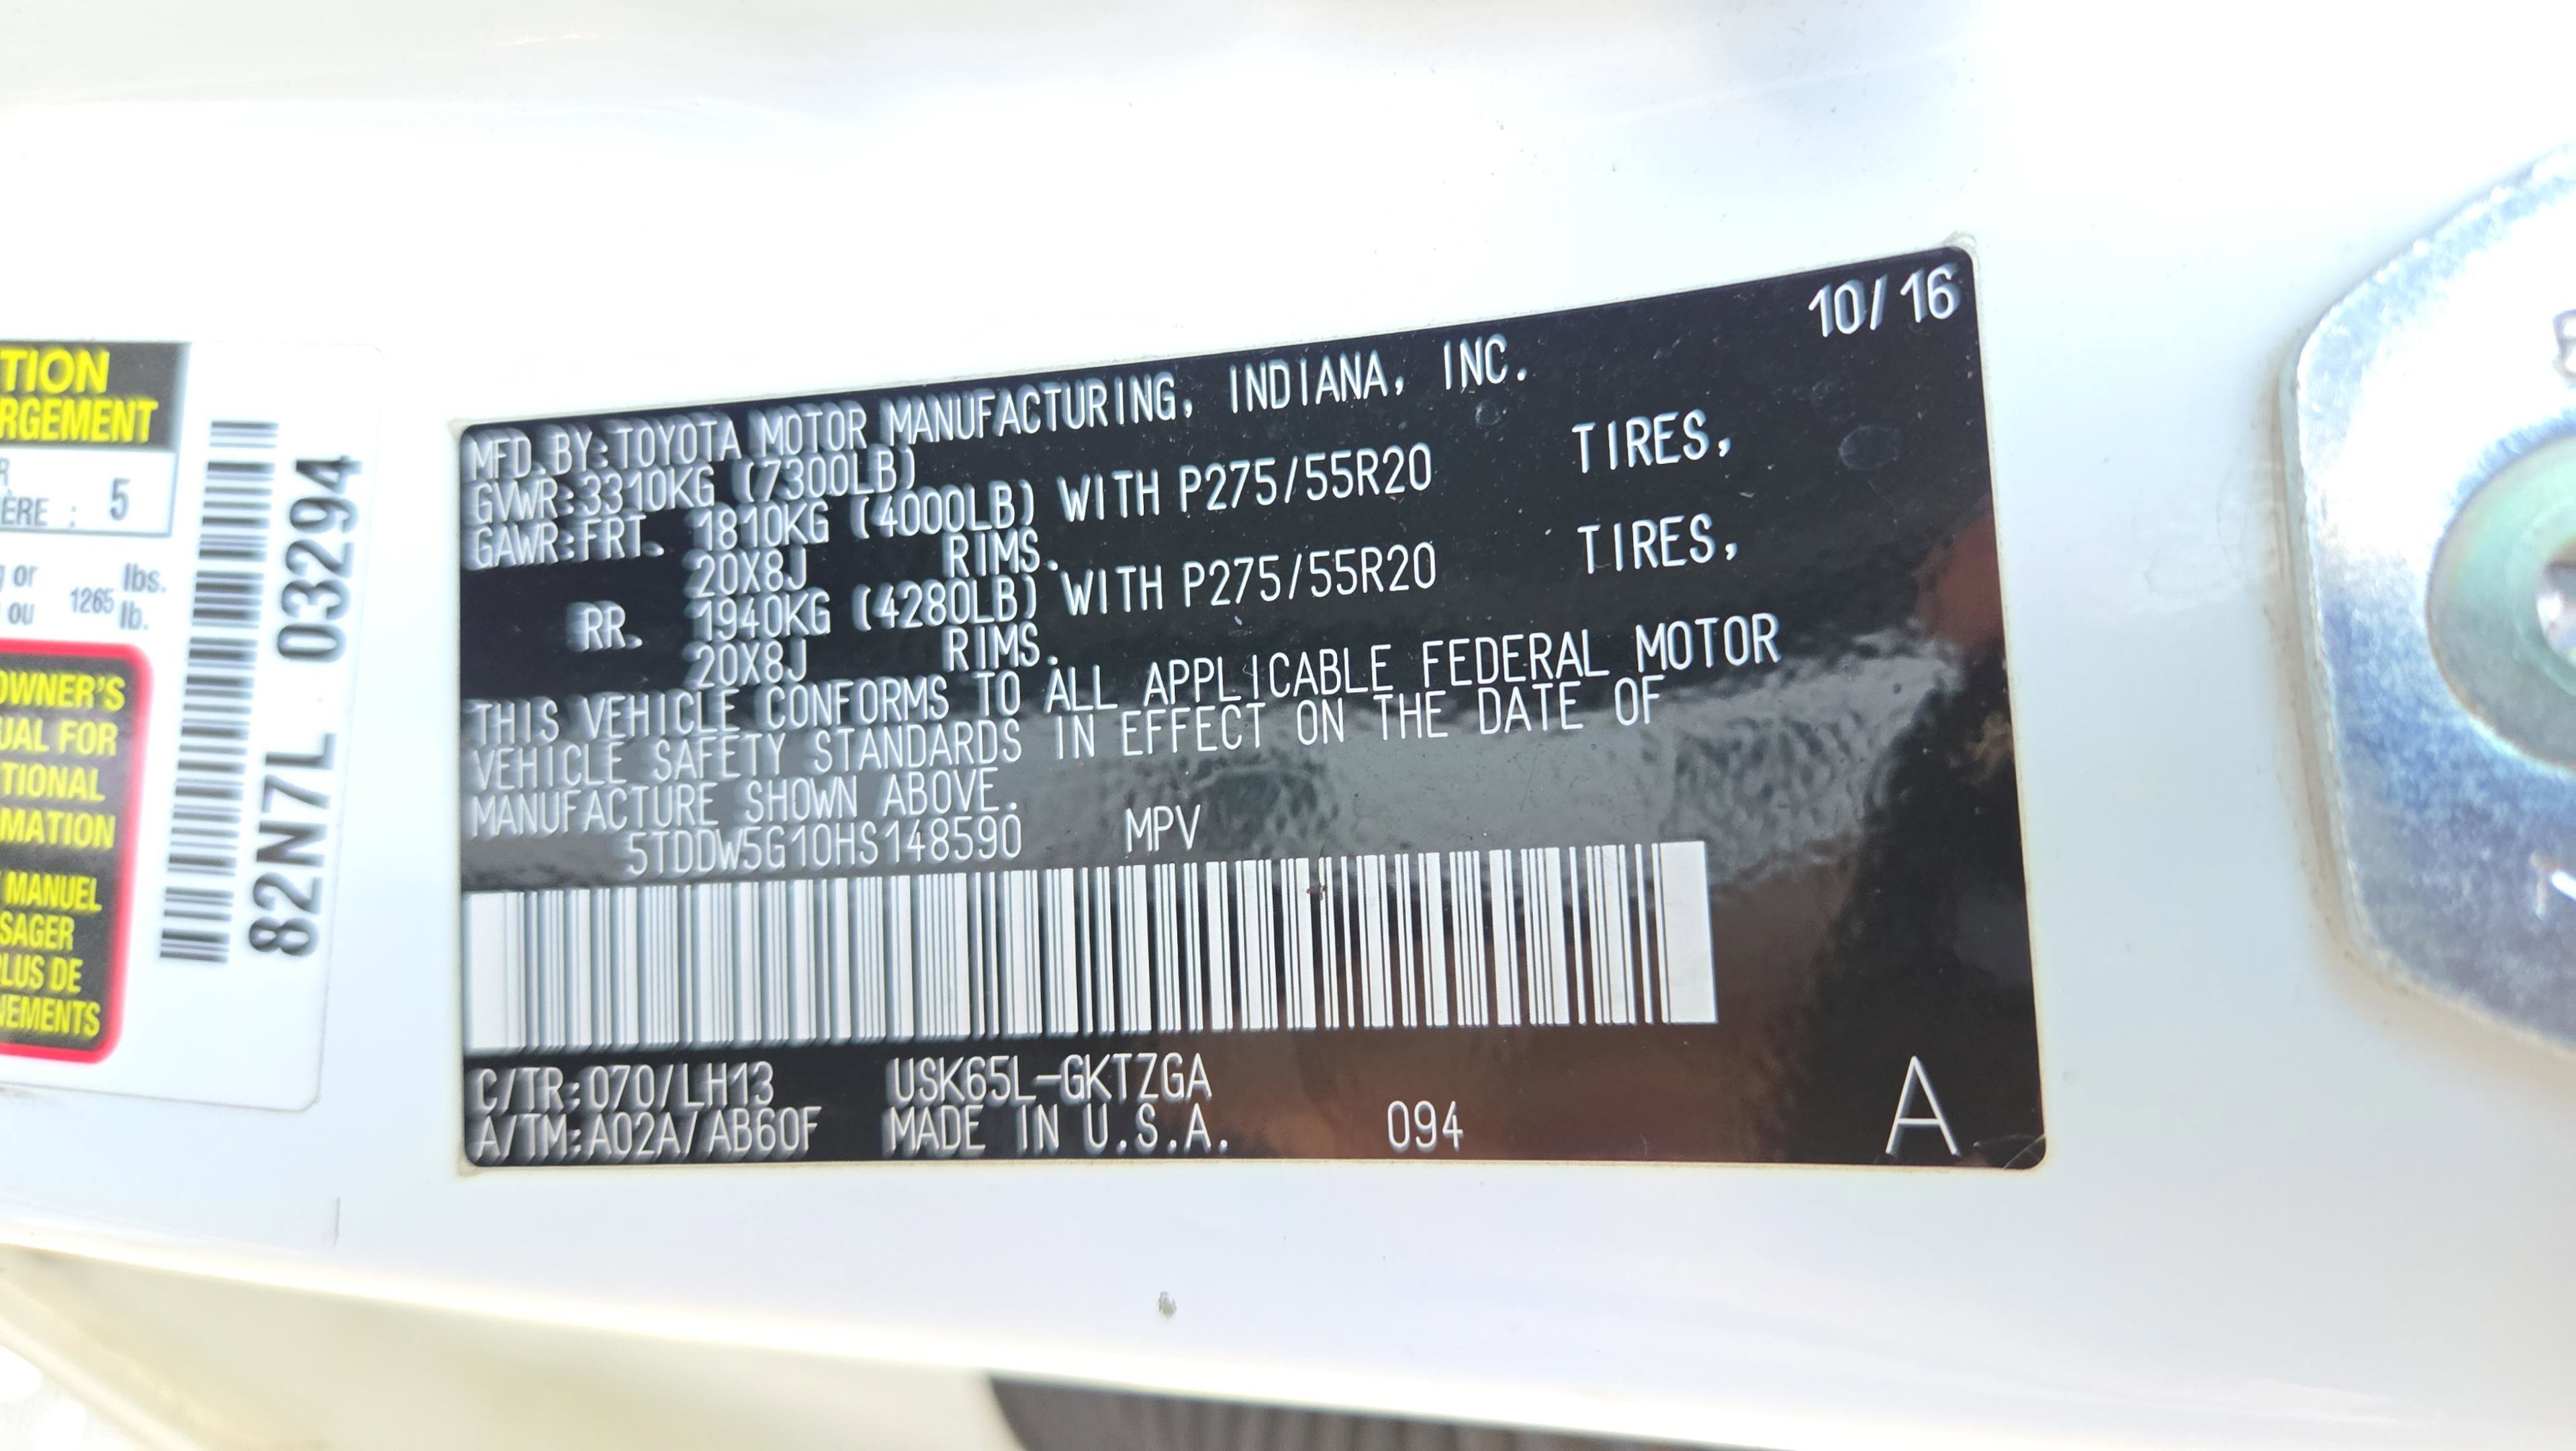 TION
RGEMENT
R
ÈRE : 5
or lbs.
ou 1265 lb.
OWNER'S
UAL FOR
TIONAL
MATION
MANUEL
SAGER
LUS DE
NEMENTS
82N7L 03294
10/16
MFD.BY:TOYOTA MOTOR MANUFACTURING, INDIANA, INC.
GVWR:3310KG (7300LB)
GAWR:FRT. 1810KG (4000LB) WITH P275/55R20 TIRES,
20X8J RIMS.
RR. 1940KG (4280LB) WITH P275/55R20 TIRES,
20X8J RIMS.
THIS VEHICLE CONFORMS TO ALL APPLICABLE FEDERAL MOTOR
VEHICLE SAFETY STANDARDS IN EFFECT ON THE DATE OF
MANUFACTURE SHOWN ABOVE.
5TDDW5G10HS148590 MPV
C/TR:070/LH13 USK65L-GKTZGA
A/TM:A02A/AB60F MADE IN U.S.A. 094 A